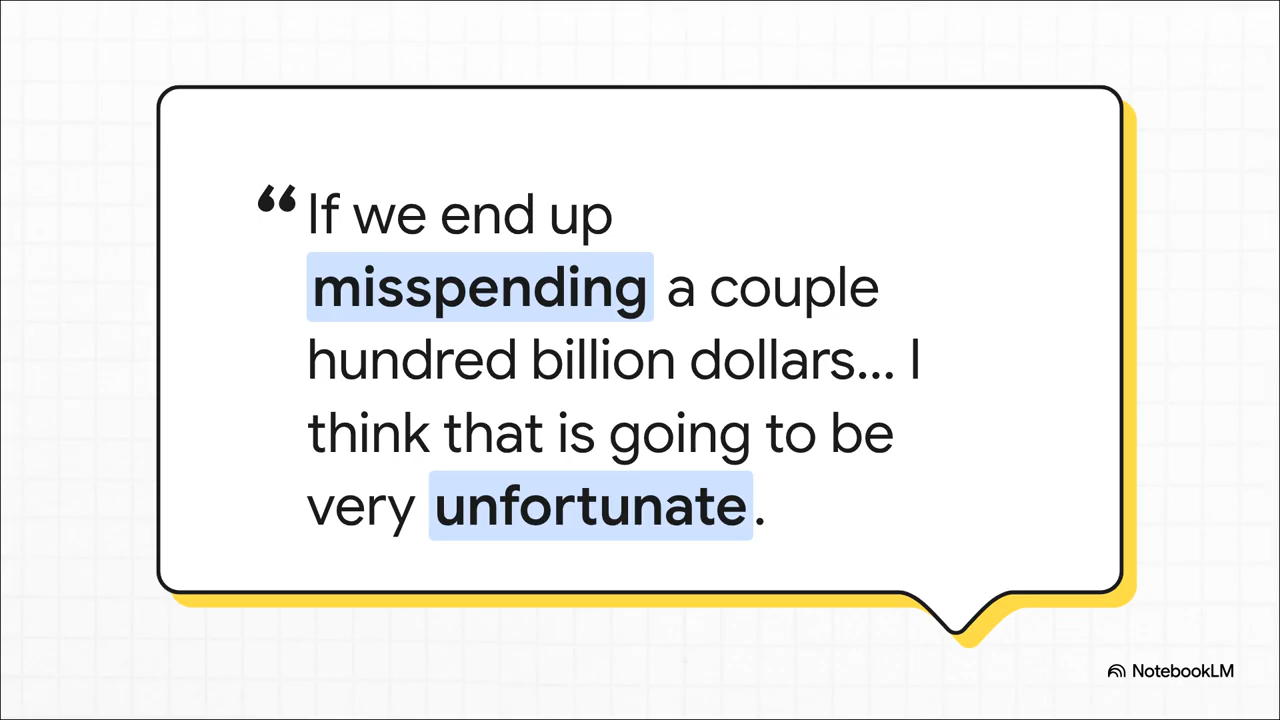 “If we end up
misspending a couple
hundred billion dollars... I
think that is going to be
very unfortunate.
NotebookLM